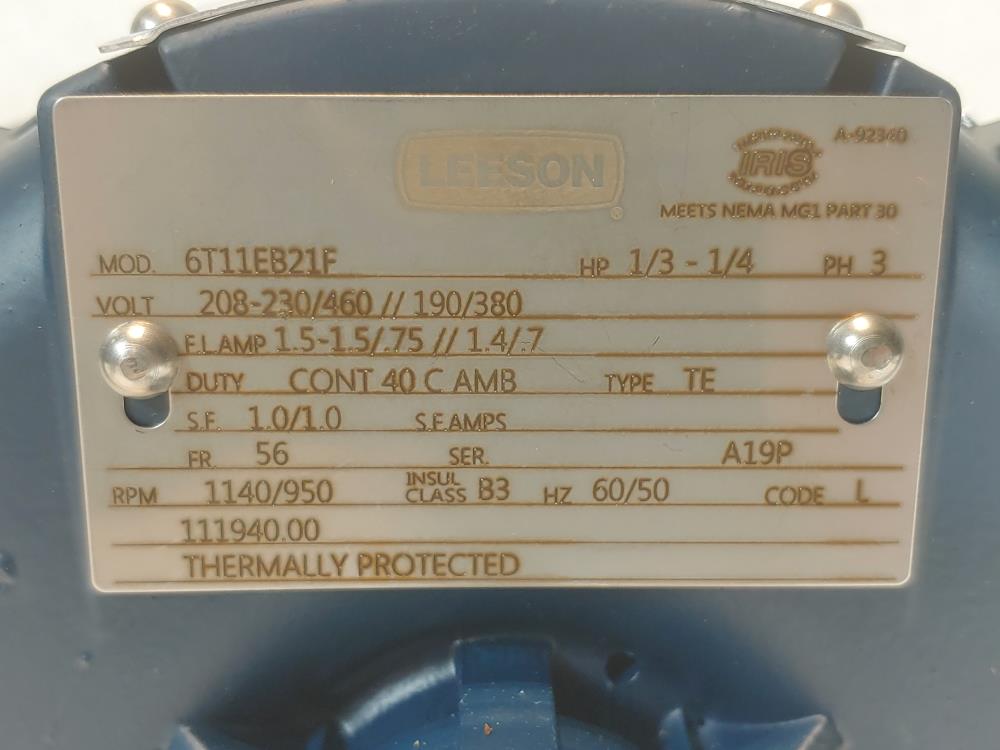 LEESON
®
IRIS
A-92340
MEETS NEMA MG1 PART 30
MOD. 6T11EB21F HP 1/3 - 1/4 PH 3
VOLT 208-230/460 // 190/380
F.L.AMP 1.5-1.5/.75 // 1.4/.7
DUTY CONT 40 C AMB TYPE TE
S.F. 1.0/1.0 S.F.AMPS
FR. 56 SER. A19P
RPM 1140/950 INSUL CLASS B3 HZ 60/50 CODE L
111940.00
THERMALLY PROTECTED